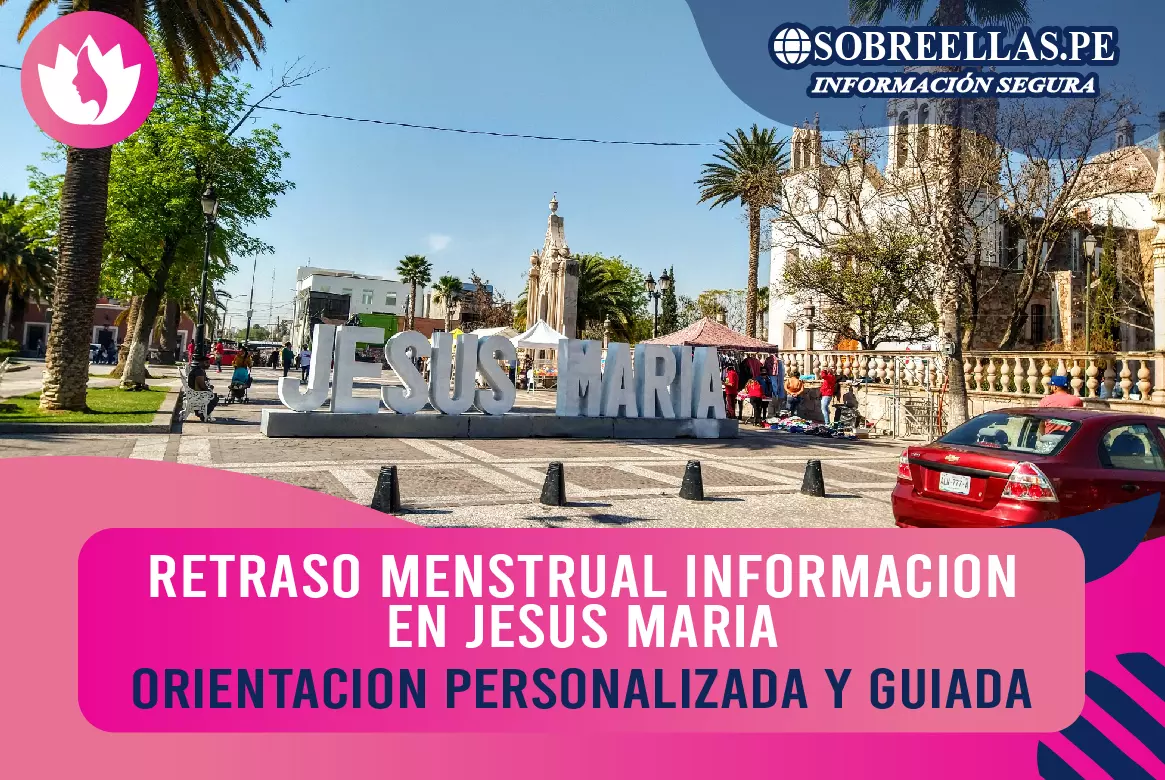 SOBREELLAS.PE
INFORMACIÓN SEGURA
JESUS MARIA
RETRASO MENSTRUAL INFORMACION
EN JESUS MARIA
ORIENTACION PERSONALIZADA Y GUIADA